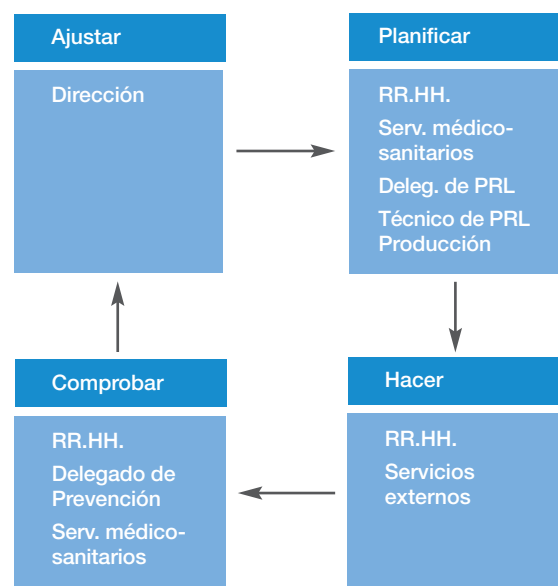 Ajustar
Dirección
Planificar
RR.HH.
Serv. médico-
sanitarios
Deleg. de PRL
Técnico de PRL
Producción
Hacer
RR.HH.
Servicios
externos
Comprobar
RR.HH.
Delegado de
Prevención
Serv. médico-
sanitarios